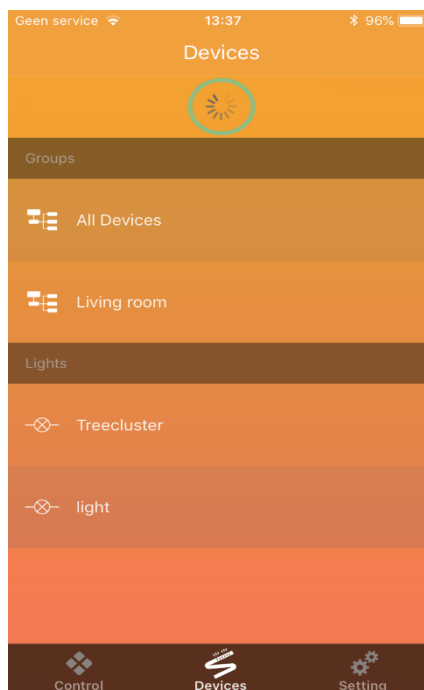 Geen service 13:37 96%
Devices
Groups
All Devices
Living room
Lights
Treecluster
light
Control Devices Setting